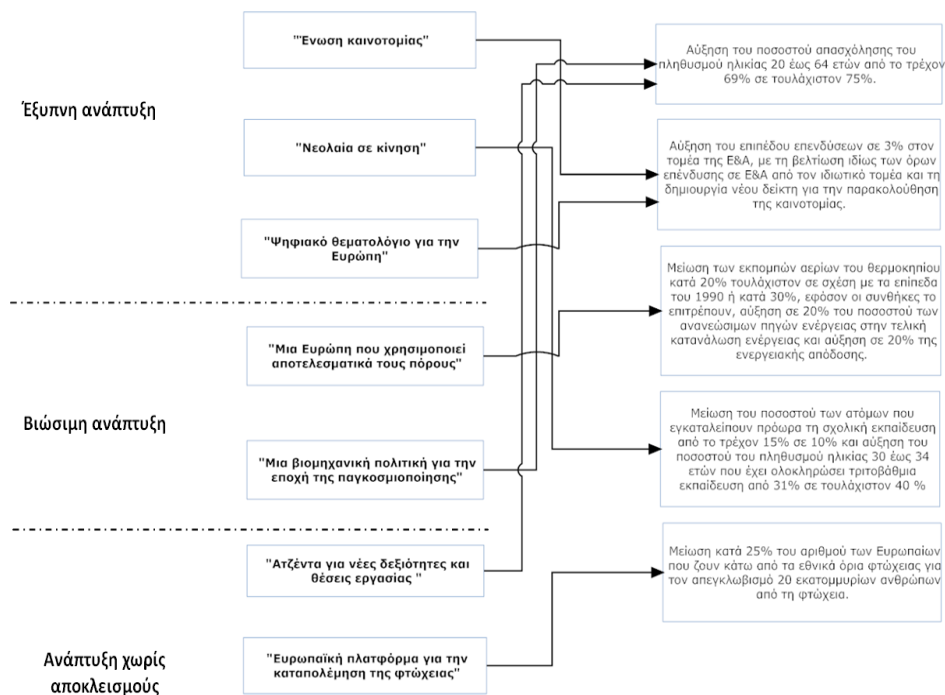 "Ένωση καινοτομίας"
Έξυπνη ανάπτυξη
"Νεολαία σε κίνηση"
"Ψηφιακό θεματολόγιο για την
Ευρώπη"
"Μια Ευρώπη που χρησιμοποιεί
αποτελεσματικά τους πόρους"
Βιώσιμη ανάπτυξη
"Μια βιομηχανική πολιτική για την
εποχή της παγκοσμιοποίησης"
"Ατζέντα για νέες δεξιότητες και
θέσεις εργασίας "
Ανάπτυξη χωρίς
αποκλεισμούς
"Ευρωπαϊκή πλατφόρμα για την
καταπολέμηση της φτώχειας"
Αύξηση του ποσοστού απασχόλησης του
πληθυσμού ηλικίας 20 έως 64 ετών από το τρέχον
69% σε τουλάχιστον 75%.
Αύξηση του επιπέδου επενδύσεων σε 3% στον
τομέα της Ε&Α, με τη βελτίωση ιδίως των όρων
επένδυσης σε Ε&Α από τον ιδιωτικό τομέα και τη
δημιουργία νέου δείκτη για την παρακολούθηση
της καινοτομίας.
Μείωση των εκπομπών αερίων του θερμοκηπίου
κατά 20% τουλάχιστον σε σχέση με τα επίπεδα
του 1990 ή κατά 30%, εφόσον οι συνθήκες το
επιτρέπουν, αύξηση σε 20% του ποσοστού των
ανανεώσιμων πηγών ενέργειας στην τελική
κατανάλωση ενέργειας και αύξηση σε 20% της
ενεργειακής απόδοσης.
Μείωση του ποσοστού των ατόμων που
εγκαταλείπουν πρόωρα τη σχολική εκπαίδευση
από το τρέχον 15% σε 10% και αύξηση του
ποσοστού του πληθυσμού ηλικίας 30 έως 34
ετών που έχει ολοκληρώσει τριτοβάθμια
εκπαίδευση από 31% σε τουλάχιστον 40 %
Μείωση κατά 25% του αριθμού των Ευρωπαίων
που ζουν κάτω από τα εθνικά όρια φτώχειας για
τον απεγκλωβισμό 20 εκατομμυρίων ανθρώπων
από τη φτώχεια.